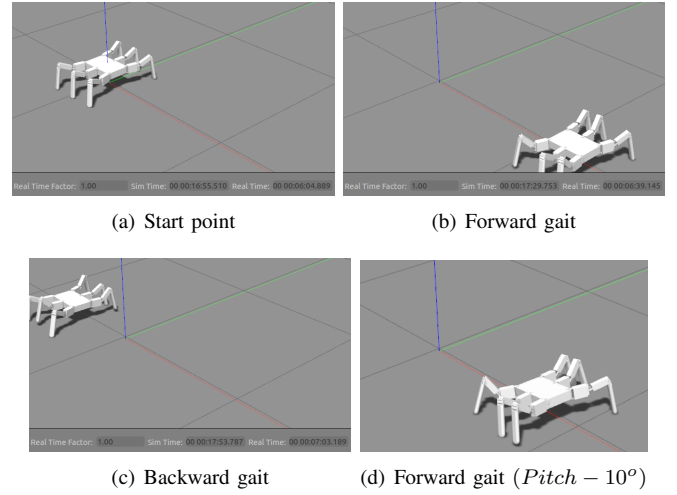 Real Time Factor: 1.00 Sim Time: 00 00:16:55.510 Real Time: 00 00:06:04.889
Real Time Factor: 1.00 Sim Time: 00 00:17:29.753 Real Time: 00 00:06:39.145
(a) Start point
(b) Forward gait
Real Time Factor: 1.00 Sim Time: 00 00:17:53.787 Real Time: 00 00:07:03.189
(c) Backward gait
(d) Forward gait (Pitch − 10°)